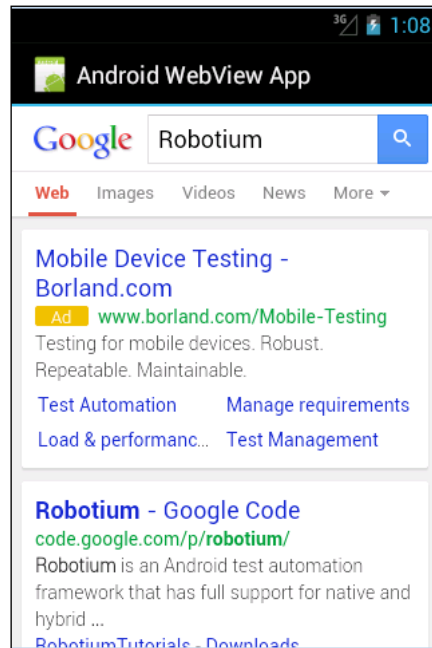 3G 1:08
Android WebView App
Google Robotium
Web Images Videos News More
Mobile Device Testing -
Borland.com
Ad www.borland.com/Mobile-Testing
Testing for mobile devices. Robust.
Repeatable. Maintainable.
Test Automation Manage requirements
Load & performanc... Test Management
Robotium - Google Code
code.google.com/p/robotium/
Robotium is an Android test automation
framework that has full support for native and
hybrid ...
RobotiumTutorials - Downloads